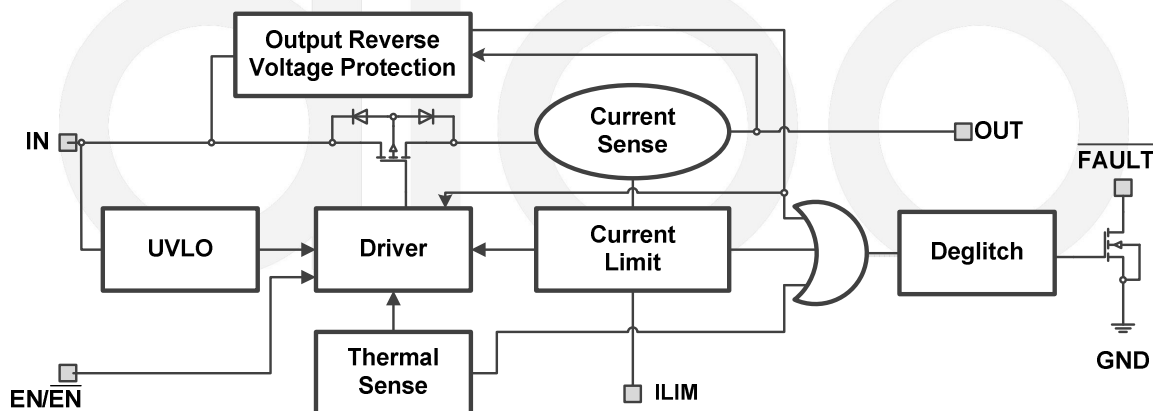 Output Reverse
Voltage Protection
IN
Current
Sense
OUT
FAULT
UVLO
Driver
Current
Limit
Deglitch
Thermal
Sense
EN/EN
ILIM
GND